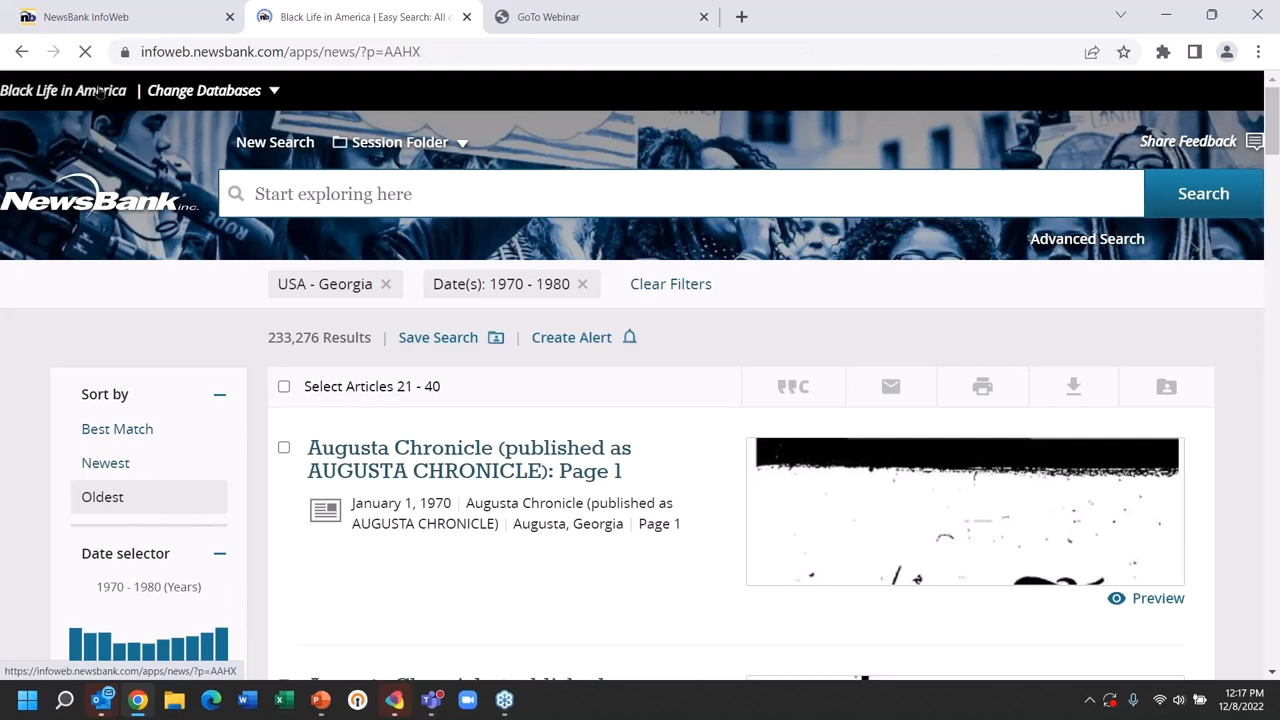 NewsBank InfoWeb
Black Life in America | Easy Search: All c
GoTo Webinar
infoweb.newsbank.com/apps/news/?p=AAHX
Black Life in America | Change Databases
New Search Session Folder
Share Feedback
NewsBank inc.
Start exploring here
Search
Advanced Search
USA - Georgia
Date(s): 1970 - 1980
Clear Filters
233,276 Results | Save Search | Create Alert
Sort by
Best Match
Newest
Oldest
Date selector
1970 - 1980 (Years)
Select Articles 21 - 40
Augusta Chronicle (published as
AUGUSTA CHRONICLE): Page 1
January 1, 1970 | Augusta Chronicle (published as
AUGUSTA CHRONICLE) | Augusta, Georgia | Page 1
Preview
https://infoweb.newsbank.com/apps/news/?p=AAHX
12:17 PM
12/8/2022